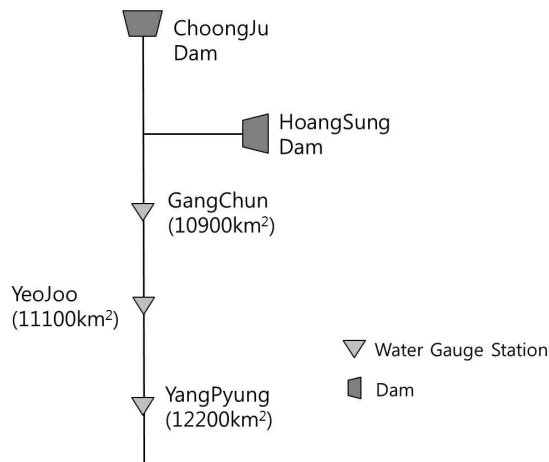 ChoongJu
Dam
HoangSung
Dam
GangChun
(10900km²)
YeoJoo
(11100km²)
Water Gauge Station
Dam
YangPyung
(12200km²)